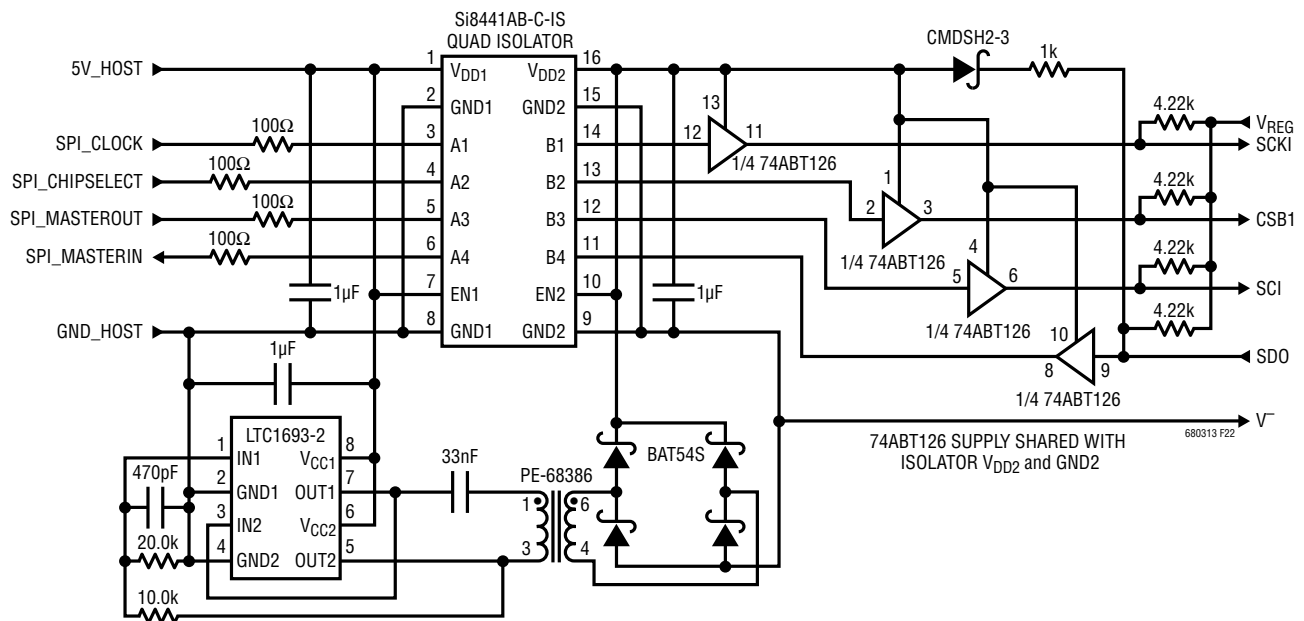 Si8441AB-C-IS
QUAD ISOLATOR
CMDSH2-3
1k
5V_HOST
1
VDD1
VDD2
16
2
GND1
GND2
15
13
4.22k
VREG
SPI_CLOCK
100Ω
3
A1
B1
14
12
11
SCKI
1/4 74ABT126
SPI_CHIPSELECT
100Ω
4
A2
B2
13
1
4.22k
SPI_MASTEROUT
100Ω
5
A3
B3
12
2
3
CSB1
SPI_MASTERIN
100Ω
6
A4
B4
11
1/4 74ABT126
4
4.22k
1µF
7
EN1
EN2
10
1µF
5
6
SCI
GND_HOST
8
GND1
GND2
9
1/4 74ABT126
10
4.22k
8
9
SDO
1/4 74ABT126
1µF
V–
680313 F22
74ABT126 SUPPLY SHARED WITH
ISOLATOR VDD2 and GND2
LTC1693-2
1
IN1
VCC1
8
470pF
2
GND1
OUT1
7
3
IN2
VCC2
6
20.0k
4
GND2
OUT2
5
10.0k
33nF
PE-68386
1
6
3
4
BAT54S